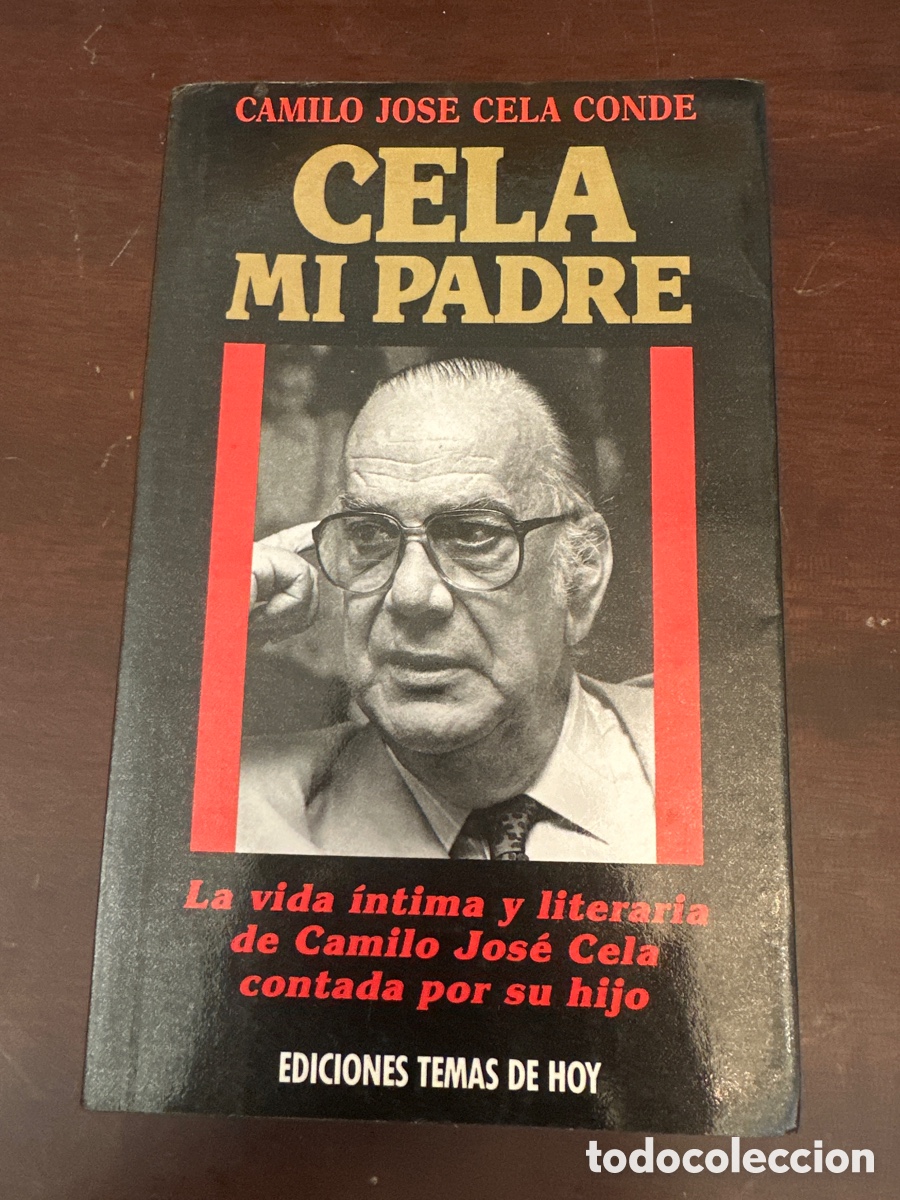 CAMILO JOSE CELA CONDE
CELA
MI PADRE
La vida íntima y literaria
de Camilo José Cela
contada por su hijo
EDICIONES TEMAS DE HOY
todocoleccion